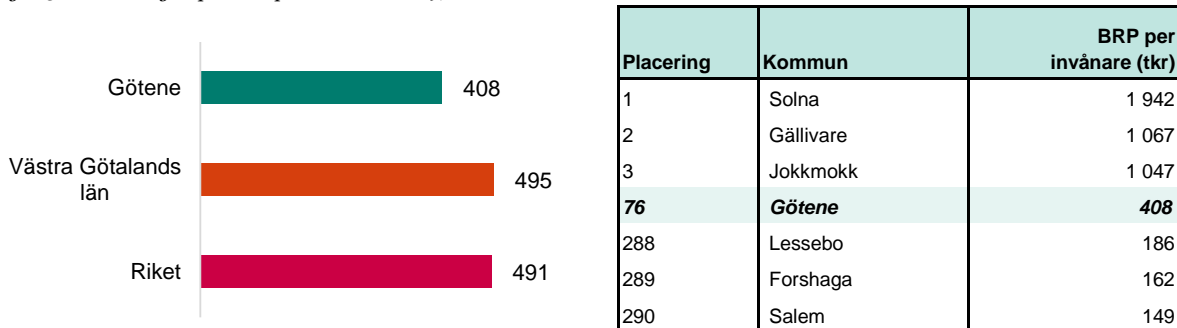 Götene 408
Västra Götalands
län 495
Riket 491
Placering Kommun BRP per
invånare (tkr)
1 Solna 1 942
2 Gällivare 1 067
3 Jokkmokk 1 047
76 Götene 408
288 Lessebo 186
289 Forshaga 162
290 Salem 149